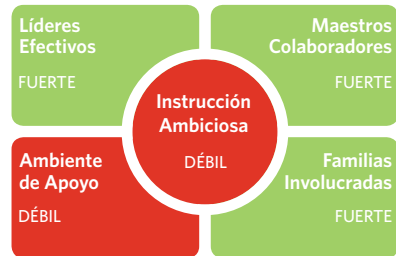 Líderes
Efectivos
FUERTE
Maestros
Colaboradores
FUERTE
Instrucción
Ambiciosa
DÉBIL
Ambiente
de Apoyo
DÉBIL
Familias
Involucradas
FUERTE